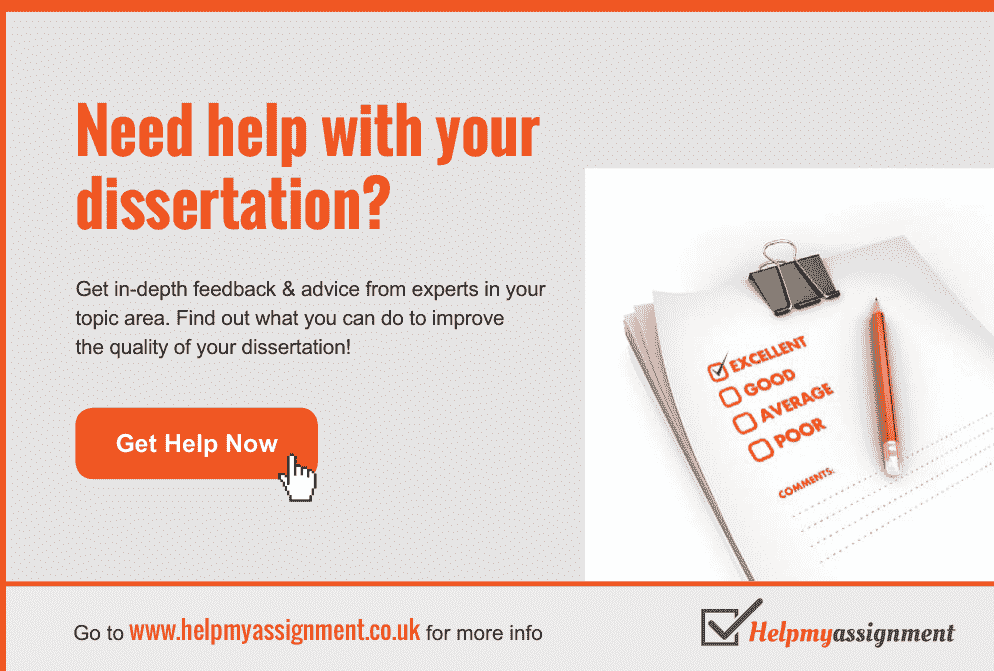 Need help with your
dissertation?
Get in-depth feedback & advice from experts in your
topic area. Find out what you can do to improve
the quality of your dissertation!
Get Help Now
EXCELLENT
GOOD
AVERAGE
POOR
COMMENTS:
Go to www.helpmyassignment.co.uk for more info
Helpmyassignment